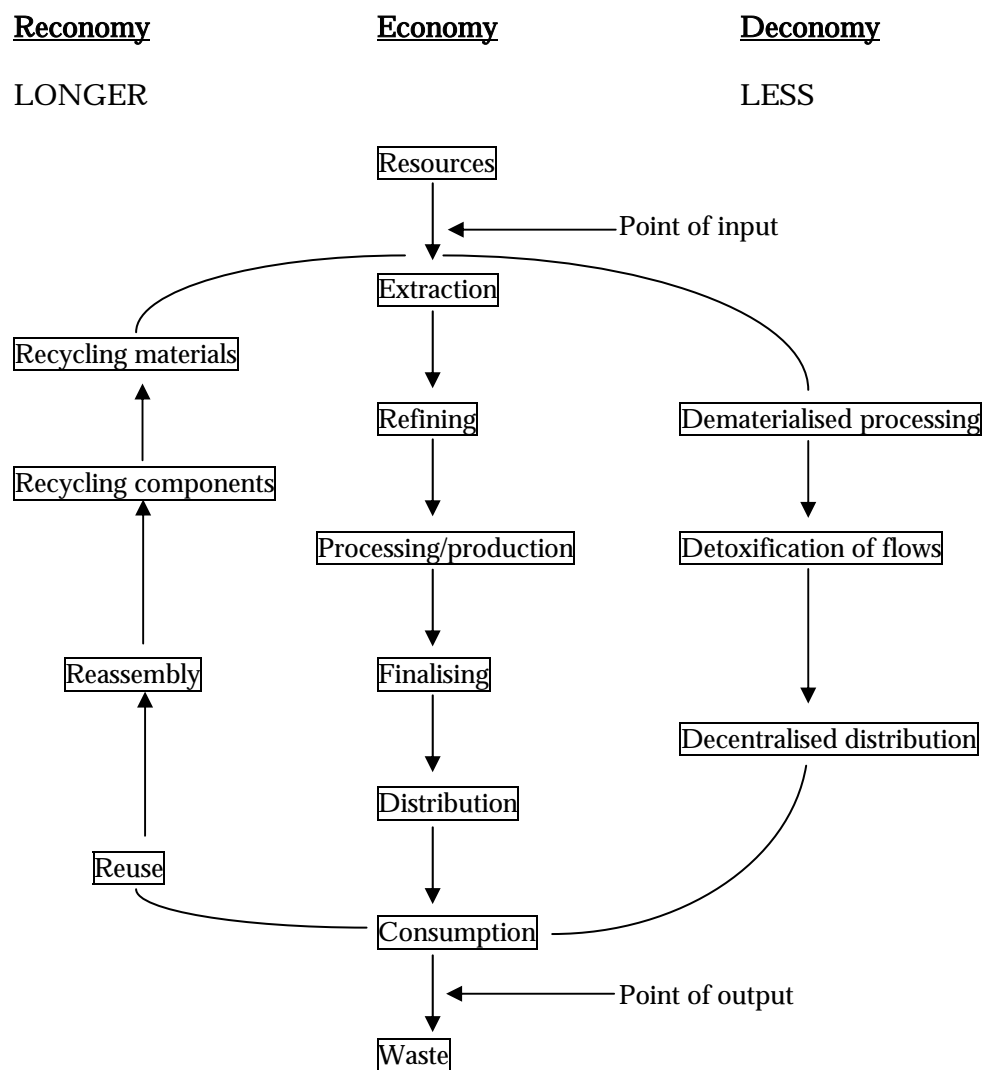 Reconomy Economy Deconomy
LONGER LESS
Resources
Point of input
Extraction
Recycling materials
Refining Dematerialised processing
Recycling components
Processing/production Detoxification of flows
Reassembly Finalising
Decentralised distribution
Distribution
Reuse
Consumption
Point of output
Waste